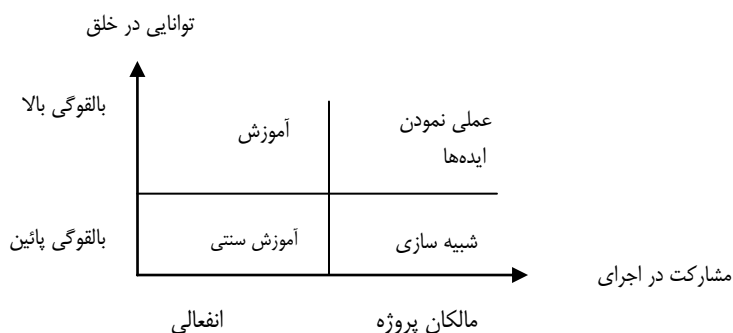 توانایی در خلق
بالقوگی بالا
آموزش
عملی نمودن
ایده‌ها
بالقوگی پائین
آموزش سنتی
شبیه سازی
مشارکت در اجرای
انفعالی
مالکان پروژه